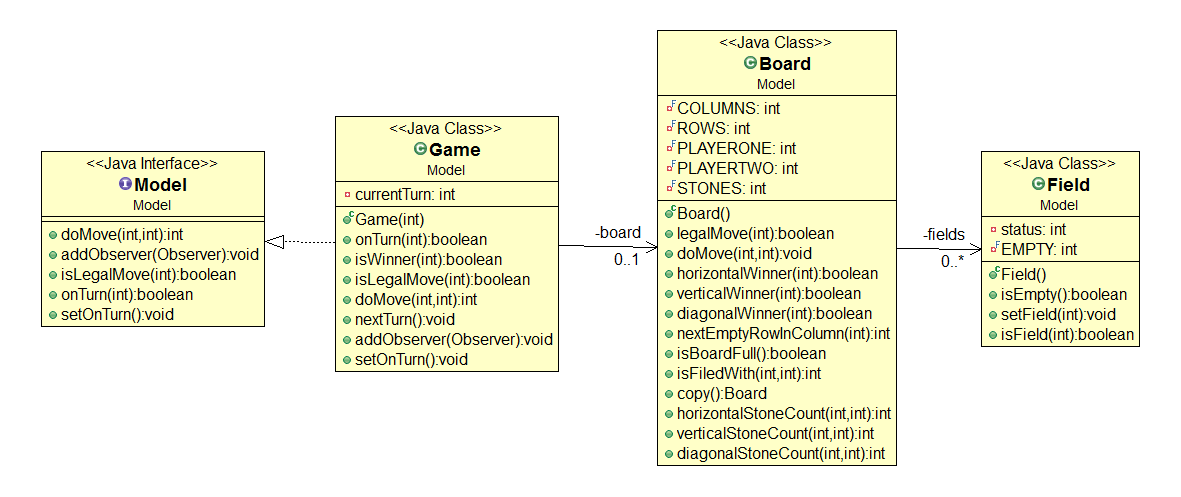 <<Java Interface>>
Model
Model
doMove(int,int):int
addObserver(Observer):void
isLegalMove(int):boolean
onTurn(int):boolean
setOnTurn():void
<<Java Class>>
Game
Model
currentTurn: int
Game(int)
onTurn(int):boolean
isWinner(int):boolean
isLegalMove(int):boolean
doMove(int,int):int
nextTurn():void
addObserver(Observer):void
setOnTurn():void
-board
0..1
<<Java Class>>
Board
Model
COLUMNS: int
ROWS: int
PLAYERONE: int
PLAYERTWO: int
STONES: int
Board()
legalMove(int):boolean
doMove(int,int):void
horizontalWinner(int):boolean
verticalWinner(int):boolean
diagonalWinner(int):boolean
nextEmptyRowInColumn(int):int
isBoardFull():boolean
isFiledWith(int,int):int
copy():Board
horizontalStoneCount(int,int):int
verticalStoneCount(int,int):int
diagonalStoneCount(int,int):int
-fields
0..*
<<Java Class>>
Field
Model
status: int
EMPTY: int
Field()
isEmpty():boolean
setField(int):void
isField(int):boolean